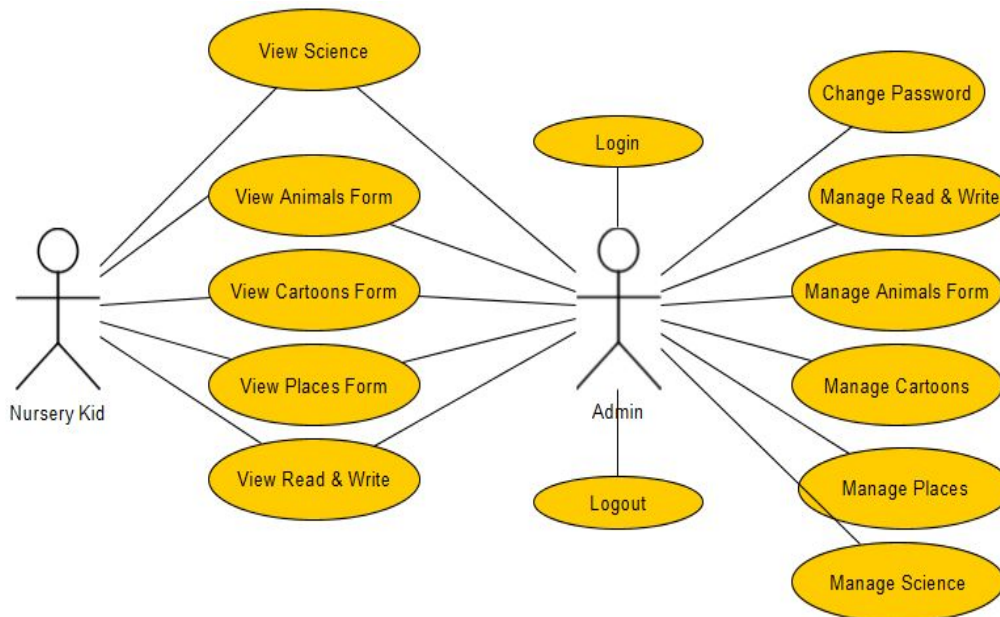 View Science
Change Password
Login
View Animals Form
Manage Read & Write
View Cartoons Form
Manage Animals Form
View Places Form
Manage Cartoons
Nursery Kid
Admin
View Read & Write
Manage Places
Logout
Manage Science